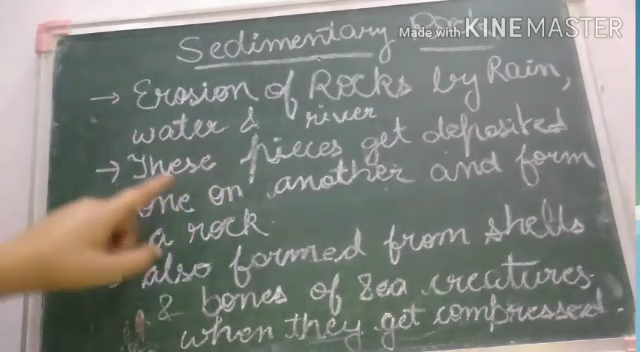 Sedimentary Rock
Made with KINEMASTER
→ Erosion of Rocks by Rain,
water & river
→ These pieces get deposited
one on another and form
a rock.
also formed from shells
& bones of sea creatures.
when they get compressed.